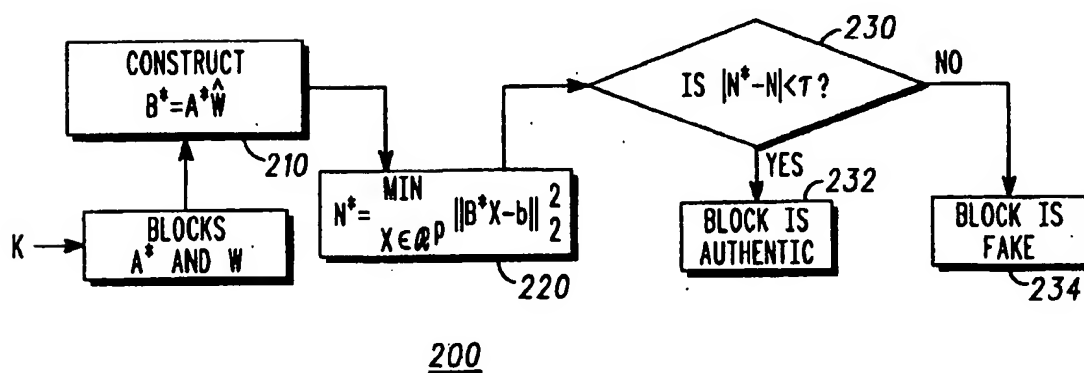 CONSTRUCT
B*=A*Ŵ
210
K
BLOCKS
A* AND W
MIN
N*= ||B*X-b|| 2
X∈ℛP 2
220
IS |N*-N|<τ?
230
YES
NO
232
BLOCK IS
AUTHENTIC
BLOCK IS
FAKE
234
200